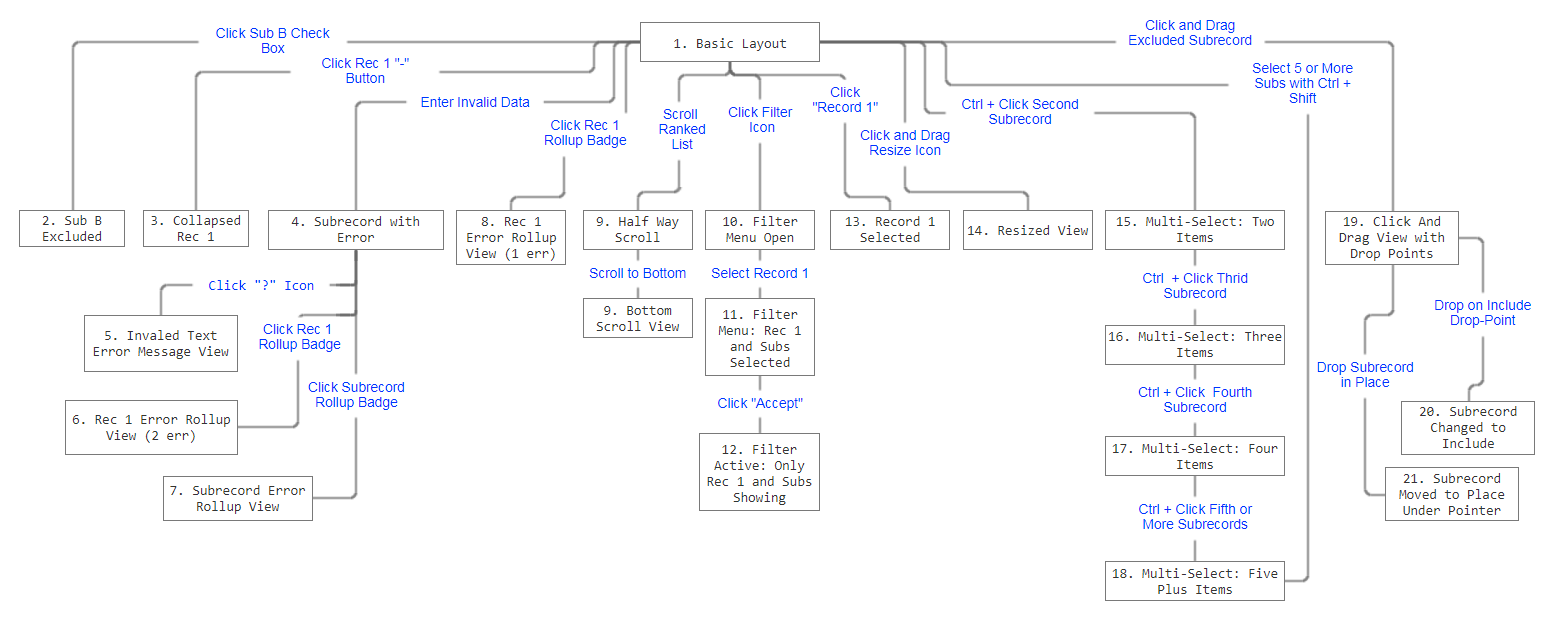 1. Basic Layout
Click Sub B Check
Box
Click Rec 1 "-"
Button
Enter Invalid Data
Click Rec 1
Rollup Badge
Scroll
Ranked
List
Click Filter
Icon
Click
"Record 1"
Click and Drag
Resize Icon
Ctrl + Click Second
Subrecord
Click and Drag
Excluded Subrecord
Select 5 or More
Subs with Ctrl +
Shift
2. Sub B
Excluded
3. Collapsed
Rec 1
4. Subrecord with
Error
8. Rec 1
Error Rollup
View (1 err)
9. Half Way
Scroll
10. Filter
Menu Open
13. Record 1
Selected
14. Resized View
15. Multi-Select: Two
Items
19. Click And
Drag View with
Drop Points
Click "?" Icon
5. Invaled Text
Error Message View
Click Rec 1
Rollup Badge
6. Rec 1 Error Rollup
View (2 err)
Click Subrecord
Rollup Badge
7. Subrecord Error
Rollup View
Scroll to Bottom
9. Bottom
Scroll View
Select Record 1
11. Filter
Menu: Rec 1
and Subs
Selected
Click "Accept"
12. Filter
Active: Only
Rec 1 and Subs
Showing
Ctrl + Click Thrid
Subrecord
16. Multi-Select: Three
Items
Ctrl + Click Fourth
Subrecord
17. Multi-Select: Four
Items
Ctrl + Click Fifth or
More Subrecords
18. Multi-Select: Five
Plus Items
Drop on Include
Drop-Point
20. Subrecord
Changed to
Include
Drop Subrecord
in Place
21. Subrecord
Moved to Place
Under Pointer